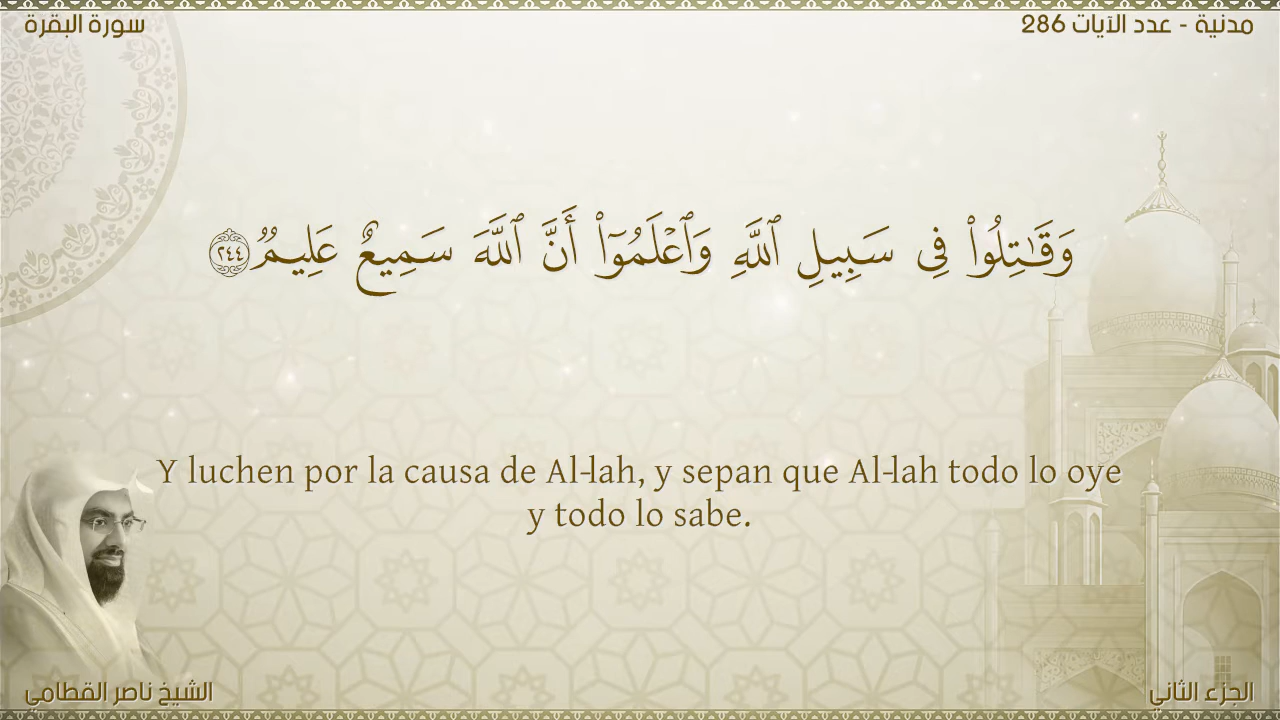 سورة البقرة
مدنية - عدد الآيات 286
وَقَـٰتِلُوا۟ فِى سَبِيلِ ٱللَّهِ وَٱعْلَمُوٓا۟ أَنَّ ٱللَّهَ سَمِيعٌ عَلِيمٌۭ ٢٤٤
Y luchen por la causa de Al-lah, y sepan que Al-lah todo lo oye
y todo lo sabe.
الشيخ ناصر القطامي
الجزء الثاني